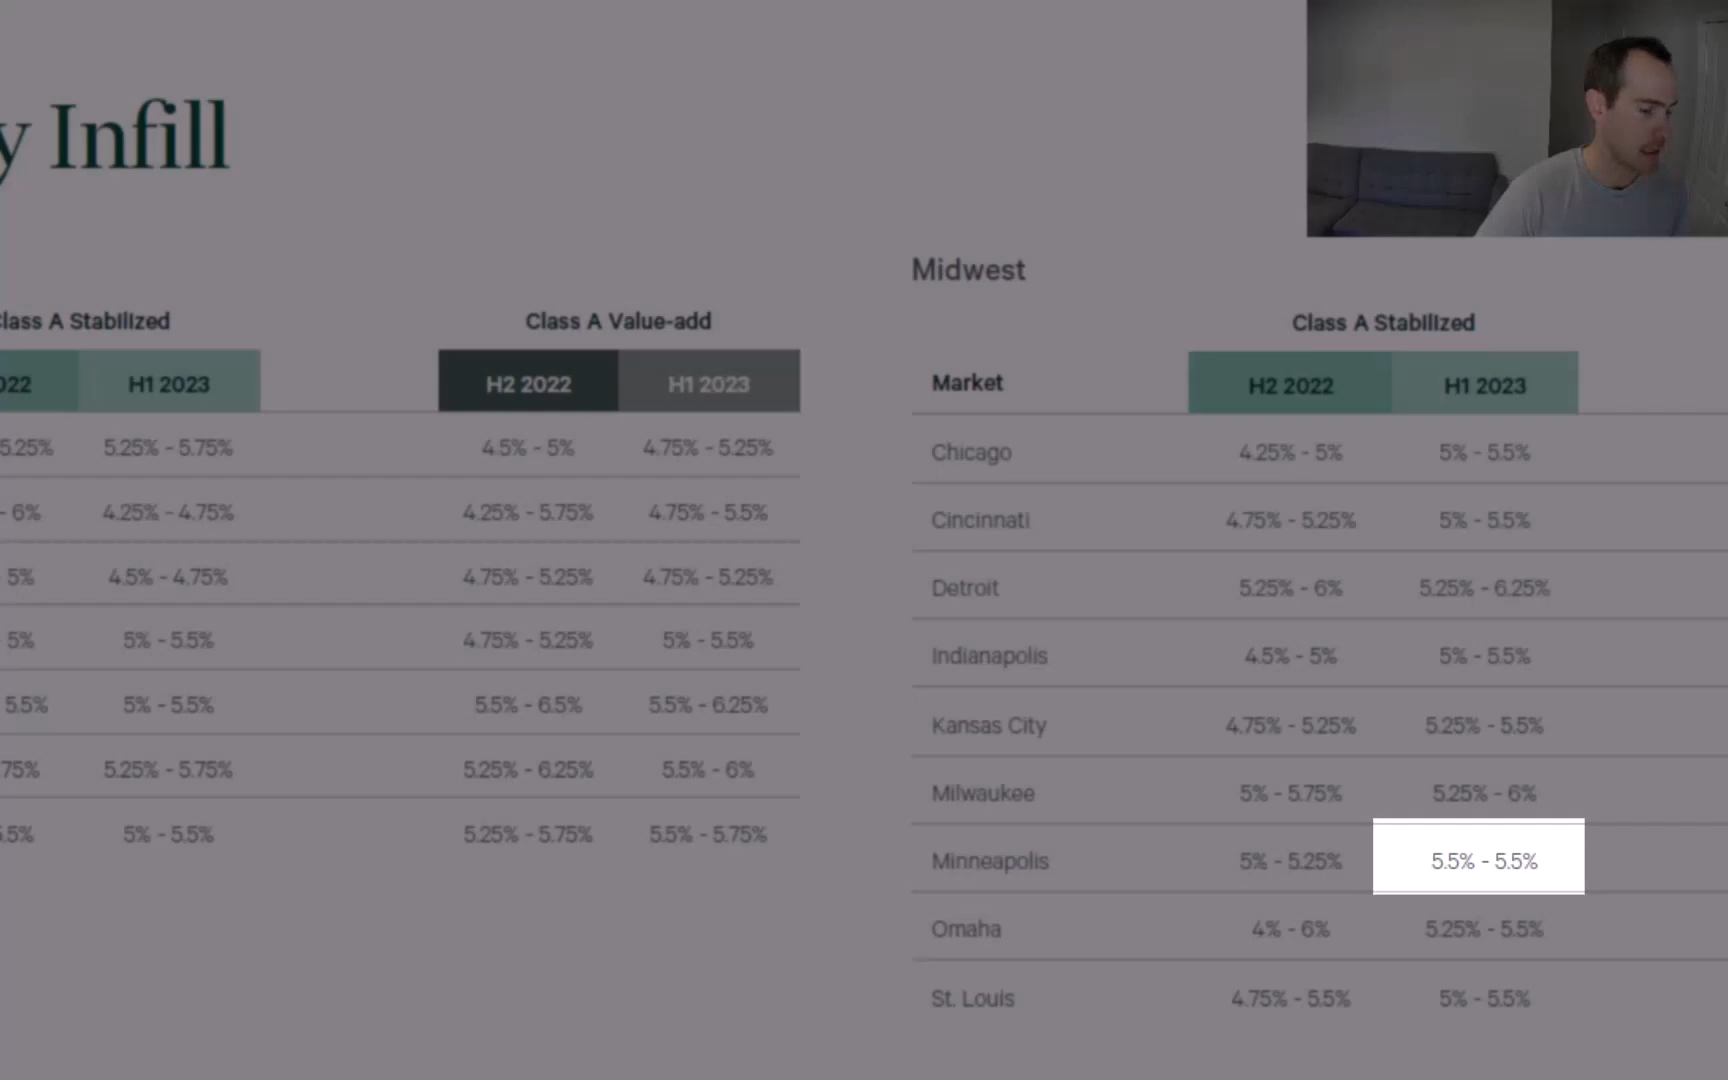 y Infill
Class A Stabilized
Class A Value-add
022 H1 2023
H2 2022 H1 2023
5.25% 5.25% - 5.75% 4.5% - 5% 4.75% - 5.25%
- 6% 4.25% - 4.75% 4.25% - 5.75% 4.75% - 5.5%
5% 4.5% - 4.75% 4.75% - 5.25% 4.75% - 5.25%
5% 5% - 5.5% 4.75% - 5.25% 5% - 5.5%
5.5% 5% - 5.5% 5.5% - 6.5% 5.5% - 6.25%
75% 5.25% - 5.75% 5.25% - 6.25% 5.5% - 6%
5.5% 5% - 5.5% 5.25% - 5.75% 5.5% - 5.75%
Midwest
Class A Stabilized
Market H2 2022 H1 2023
Chicago 4.25% - 5% 5% - 5.5%
Cincinnati 4.75% - 5.25% 5% - 5.5%
Detroit 5.25% - 6% 5.25% - 6.25%
Indianapolis 4.5% - 5% 5% - 5.5%
Kansas City 4.75% - 5.25% 5.25% - 5.5%
Milwaukee 5% - 5.75% 5.25% - 6%
Minneapolis 5% - 5.25% 5.5% - 5.5%
Omaha 4% - 6% 5.25% - 5.5%
St. Louis 4.75% - 5.5% 5% - 5.5%